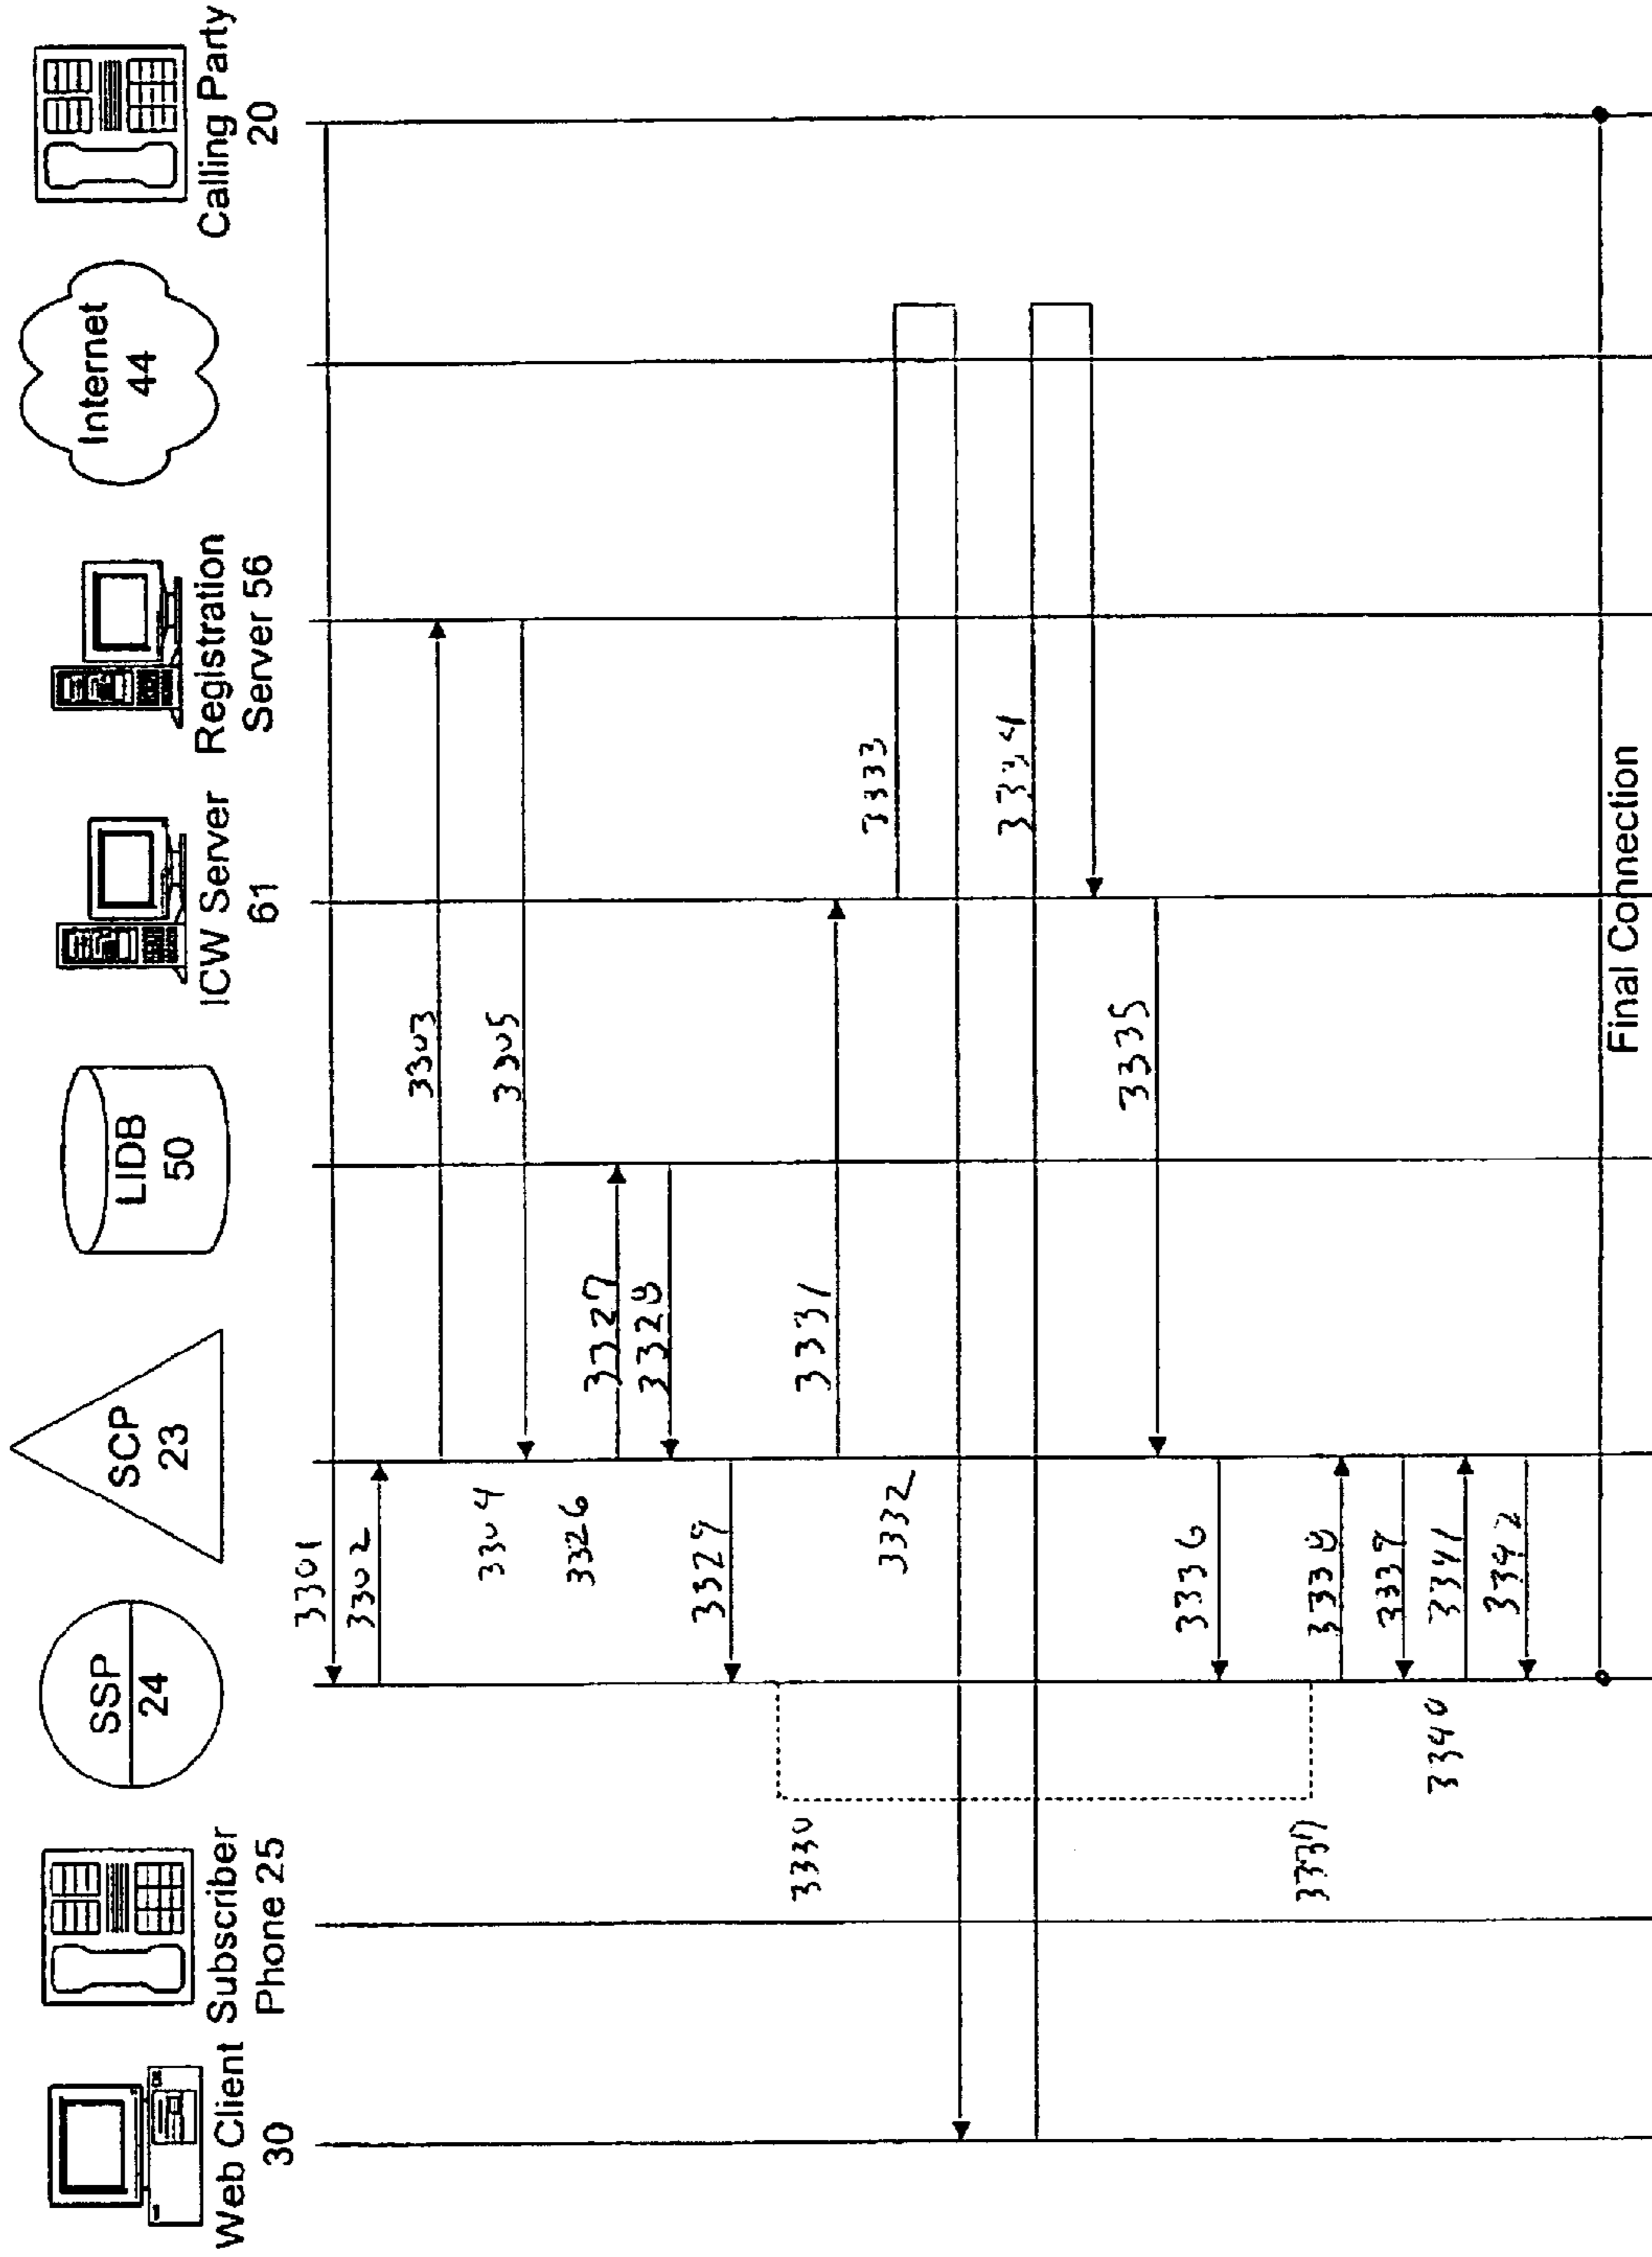 Web Client
30
Subscriber
Phone 25
SSP
24
SCP
23
LIDB
50
ICW Server
61
Registration
Server 56
Internet
44
Calling Party
20
3301
3302
3303
3304
3305
3326
3327
3328
3329
3330
3331
3332
3333
3334
3335
3336
3337
3338
3339
3340
3341
3342
Final Connection